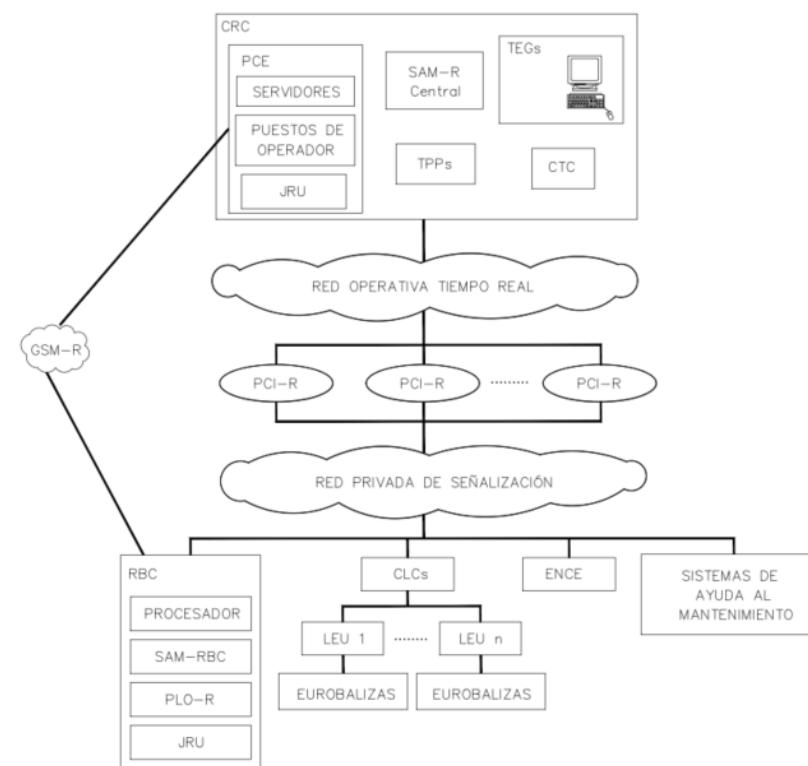 CRC
PCE
SERVIDORES
PUESTOS DE
OPERADOR
JRU
SAM-R
Central
TEGs
TPPs
CTC
RED OPERATIVA TIEMPO REAL
GSM-R
PCI-R
PCI-R
.........
PCI-R
RED PRIVADA DE SEÑALIZACIÓN
RBC
PROCESADOR
SAM-RBC
PLO-R
JRU
CLCs
ENCE
SISTEMAS DE
AYUDA AL
MANTENIMIENTO
LEU 1
........
LEU n
EUROBALIZAS
EUROBALIZAS